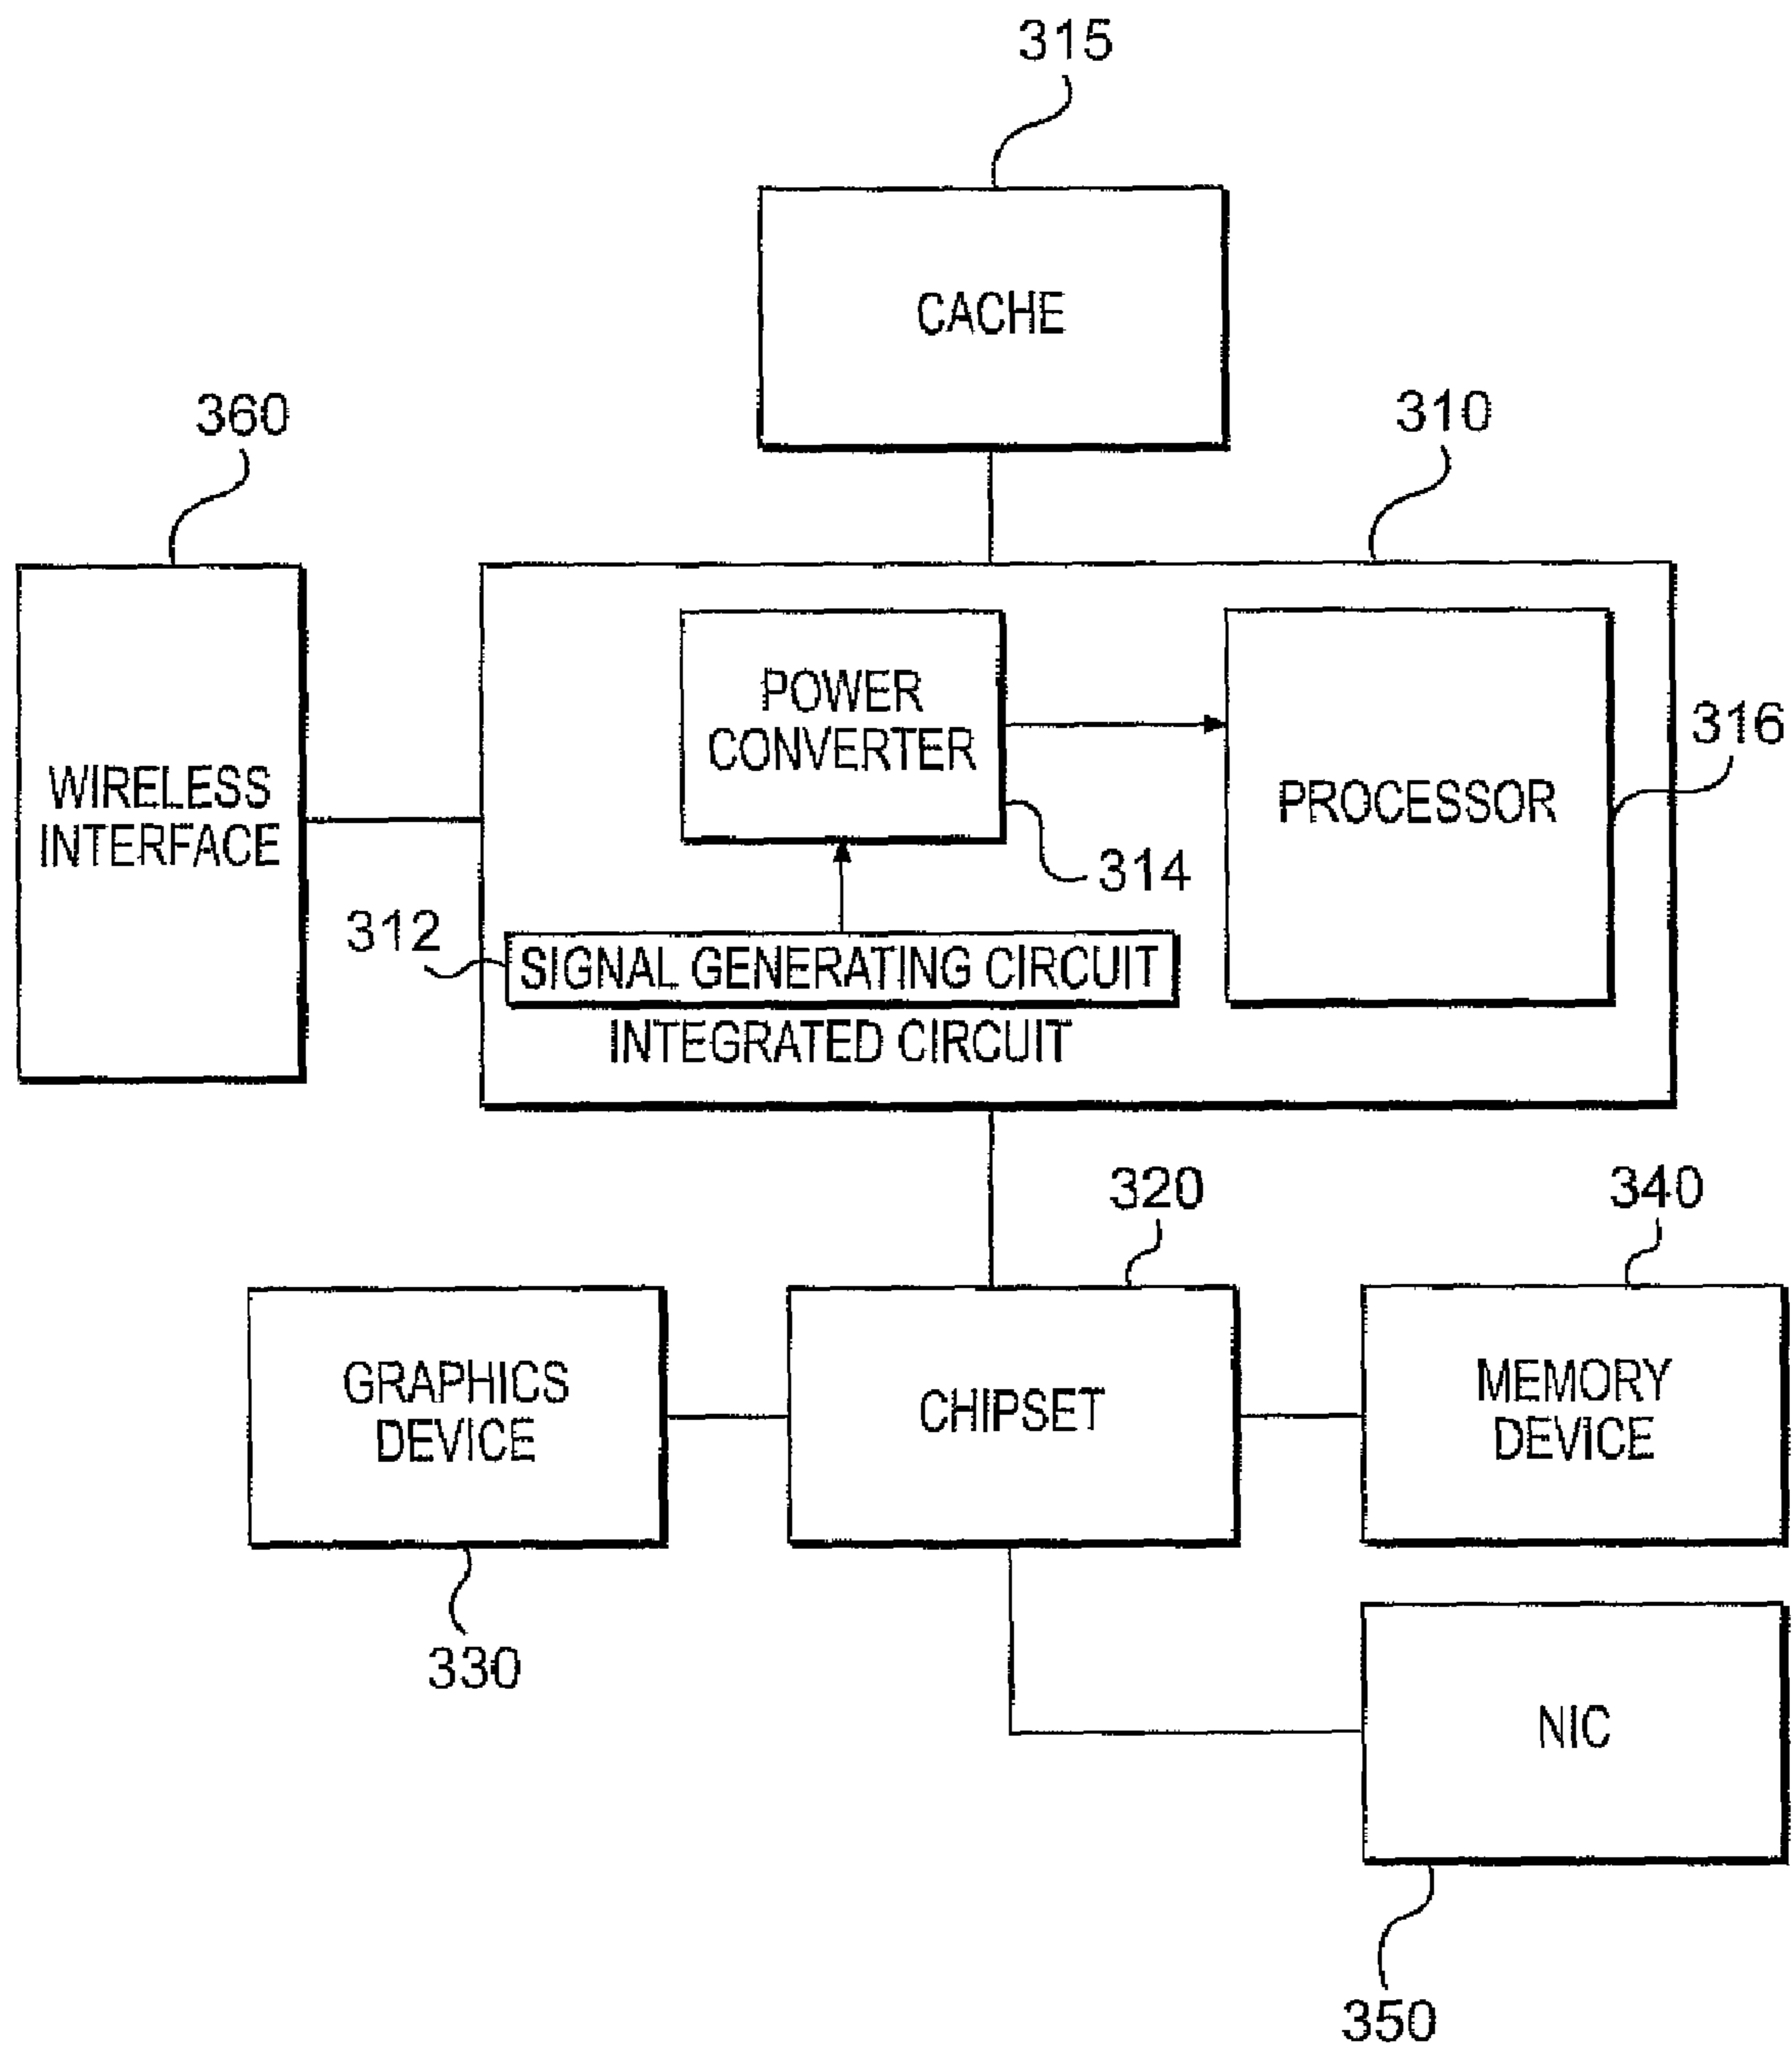 315
CACHE
360
310
POWER
CONVERTER
316
WIRELESS
INTERFACE
PROCESSOR
314
312
SIGNAL GENERATING CIRCUIT
INTEGRATED CIRCUIT
320
340
GRAPHICS
DEVICE
CHIPSET
MEMORY
DEVICE
330
NIC
350